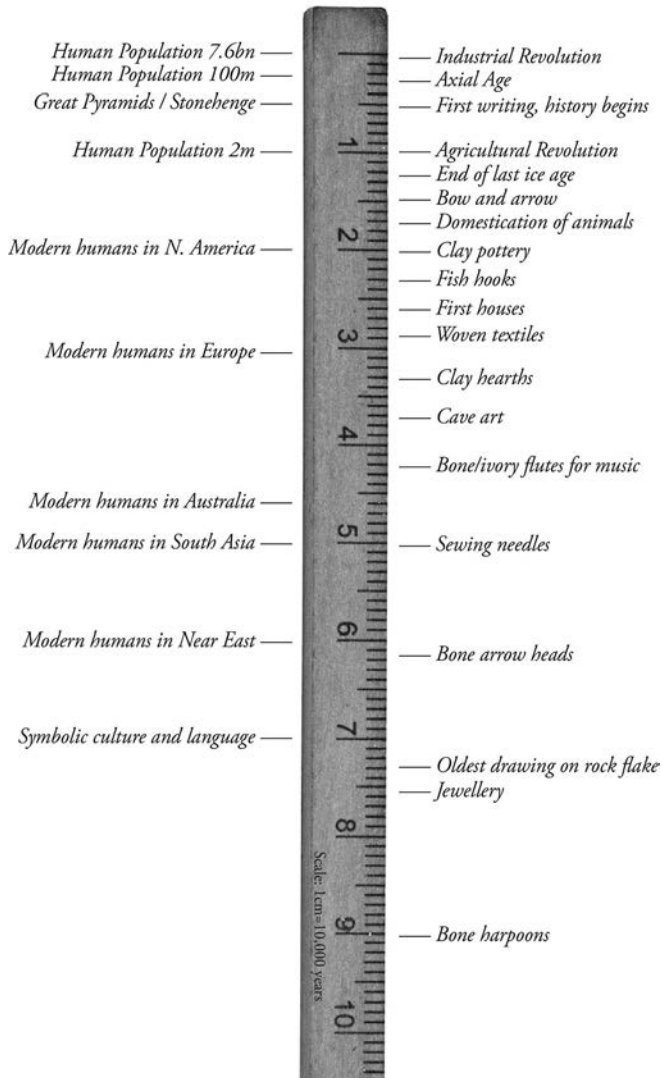 Human Population 7.6bn
Human Population 100m
Great Pyramids / Stonehenge
Human Population 2m
Modern humans in N. America
Modern humans in Europe
Modern humans in Australia
Modern humans in South Asia
Modern humans in Near East
Symbolic culture and language
1
2
3
4
5
6
7
8
9
10
Scale: 1cm=10,000 years
Industrial Revolution
Axial Age
First writing, history begins
Agricultural Revolution
End of last ice age
Bow and arrow
Domestication of animals
Clay pottery
Fish hooks
First houses
Woven textiles
Clay hearths
Cave art
Bone/ivory flutes for music
Sewing needles
Bone arrow heads
Oldest drawing on rock flake
Jewellery
Bone harpoons